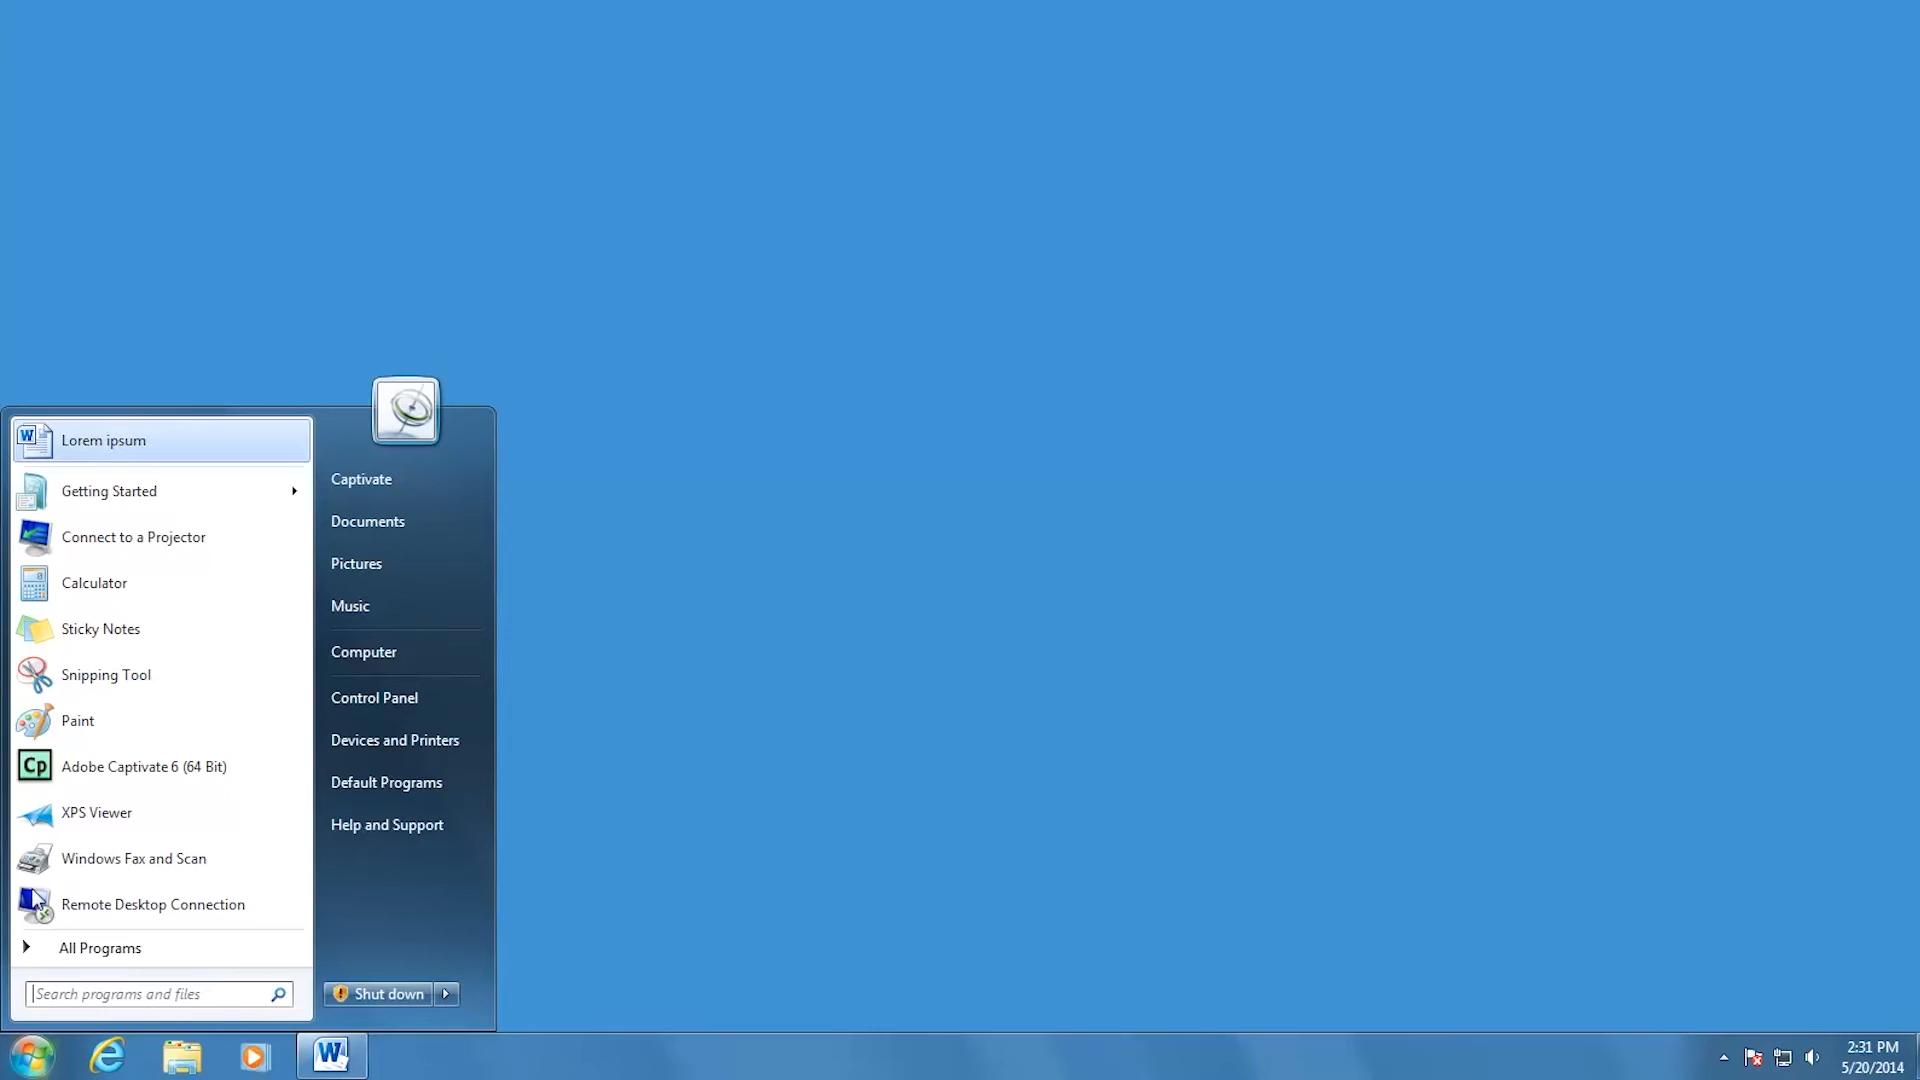 Lorem ipsum
Getting Started
Connect to a Projector
Calculator
Sticky Notes
Snipping Tool
Paint
Cp
Adobe Captivate 6 (64 Bit)
XPS Viewer
Windows Fax and Scan
Remote Desktop Connection
All Programs
Search programs and files
Captivate
Documents
Pictures
Music
Computer
Control Panel
Devices and Printers
Default Programs
Help and Support
Shut down
2:31 PM
5/20/2014